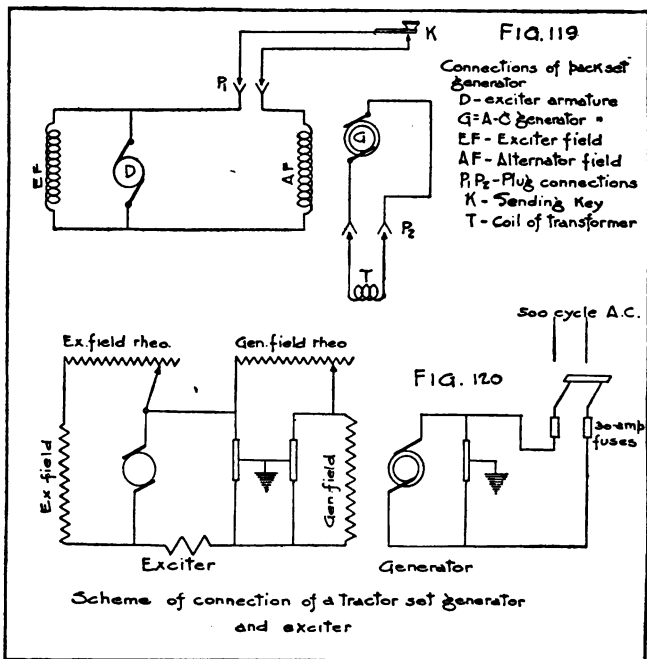 K
FIG. 119
P1
Connections of packset
generator
D-exciter armature
G=A-C generator "
EF-Exciter field
AF-Alternator field
P1 P2-Plug connections
K-Sending Key
T-Coil of transformer
EF
D
AF
G
P2
T
500 cycle A.C.
Ex. field rheo.
Gen. field rheo
FIG. 120
30-amp
fuses
Ex field
Gen. field
Exciter
Generator
Scheme of connection of a tractor set generator
and exciter